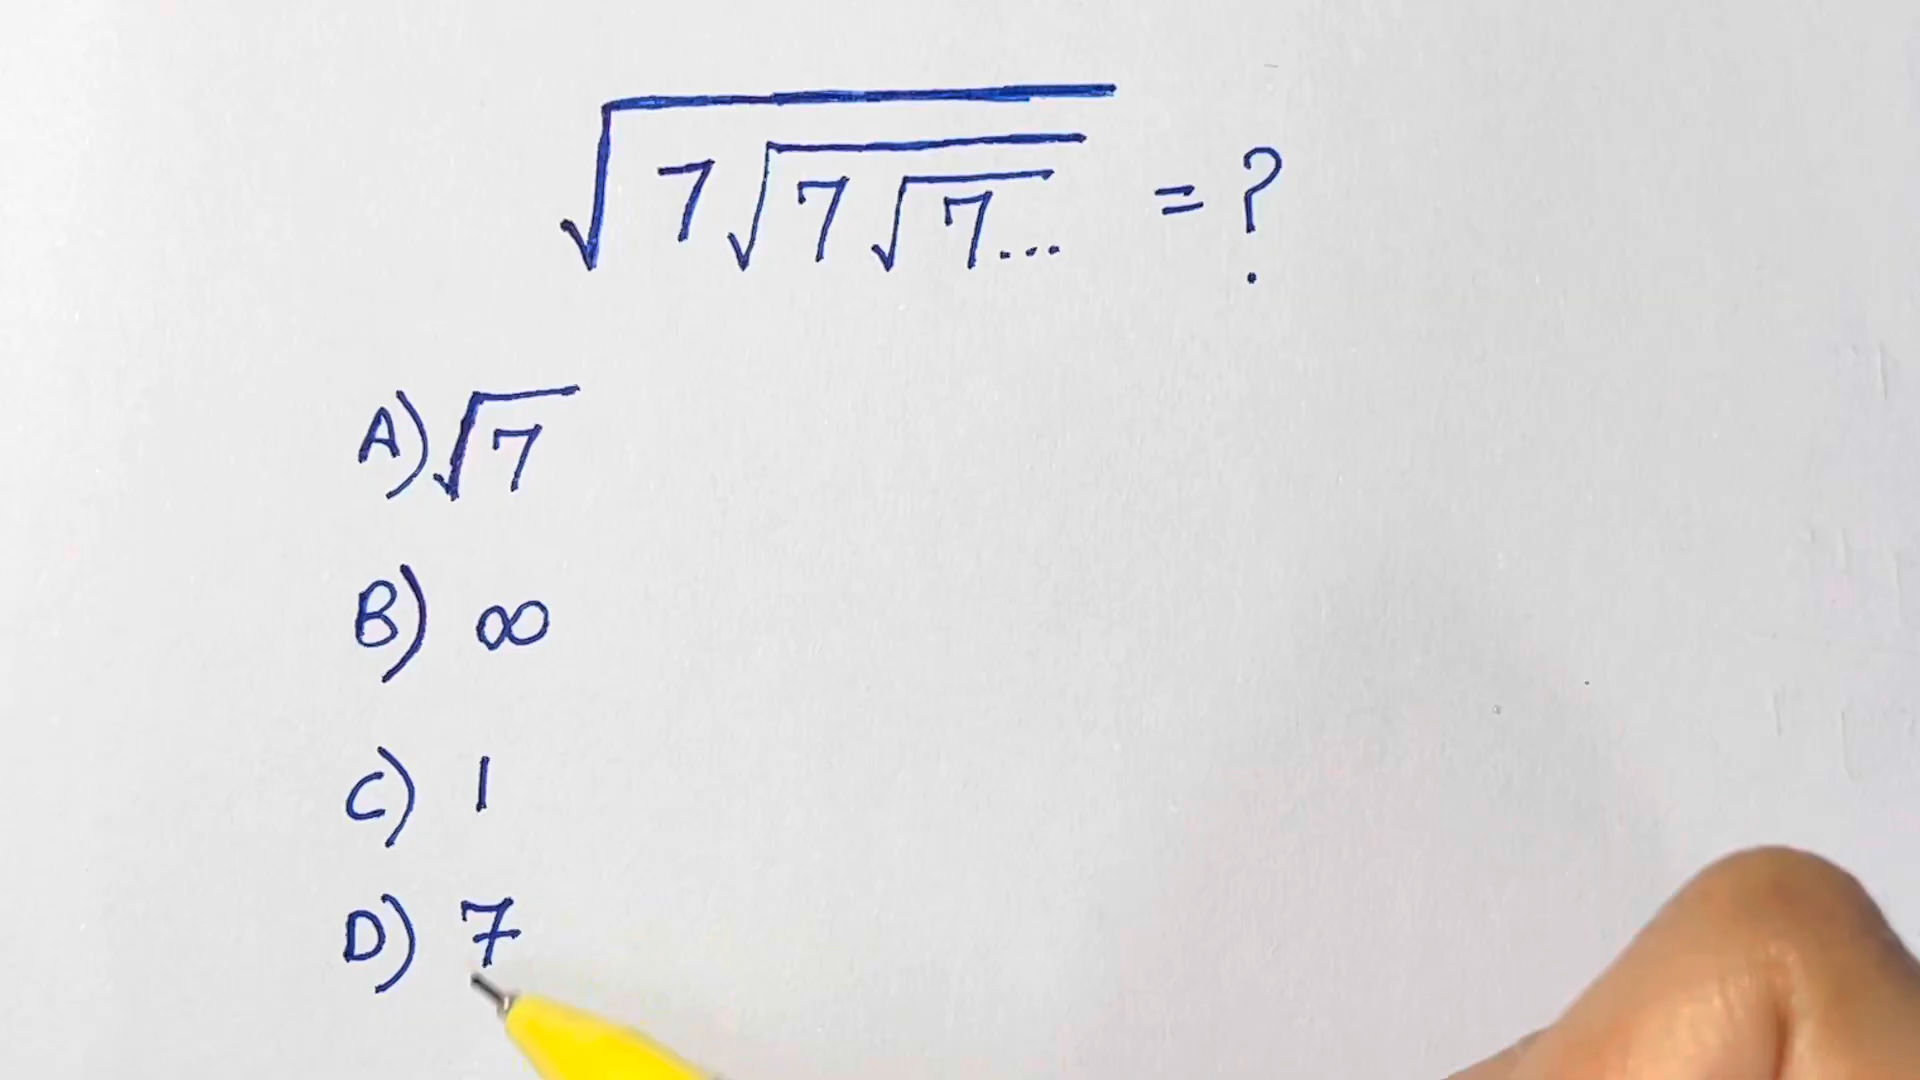 √7√7√7... = ?
A) √7
B) ∞
C) 1
D) 7